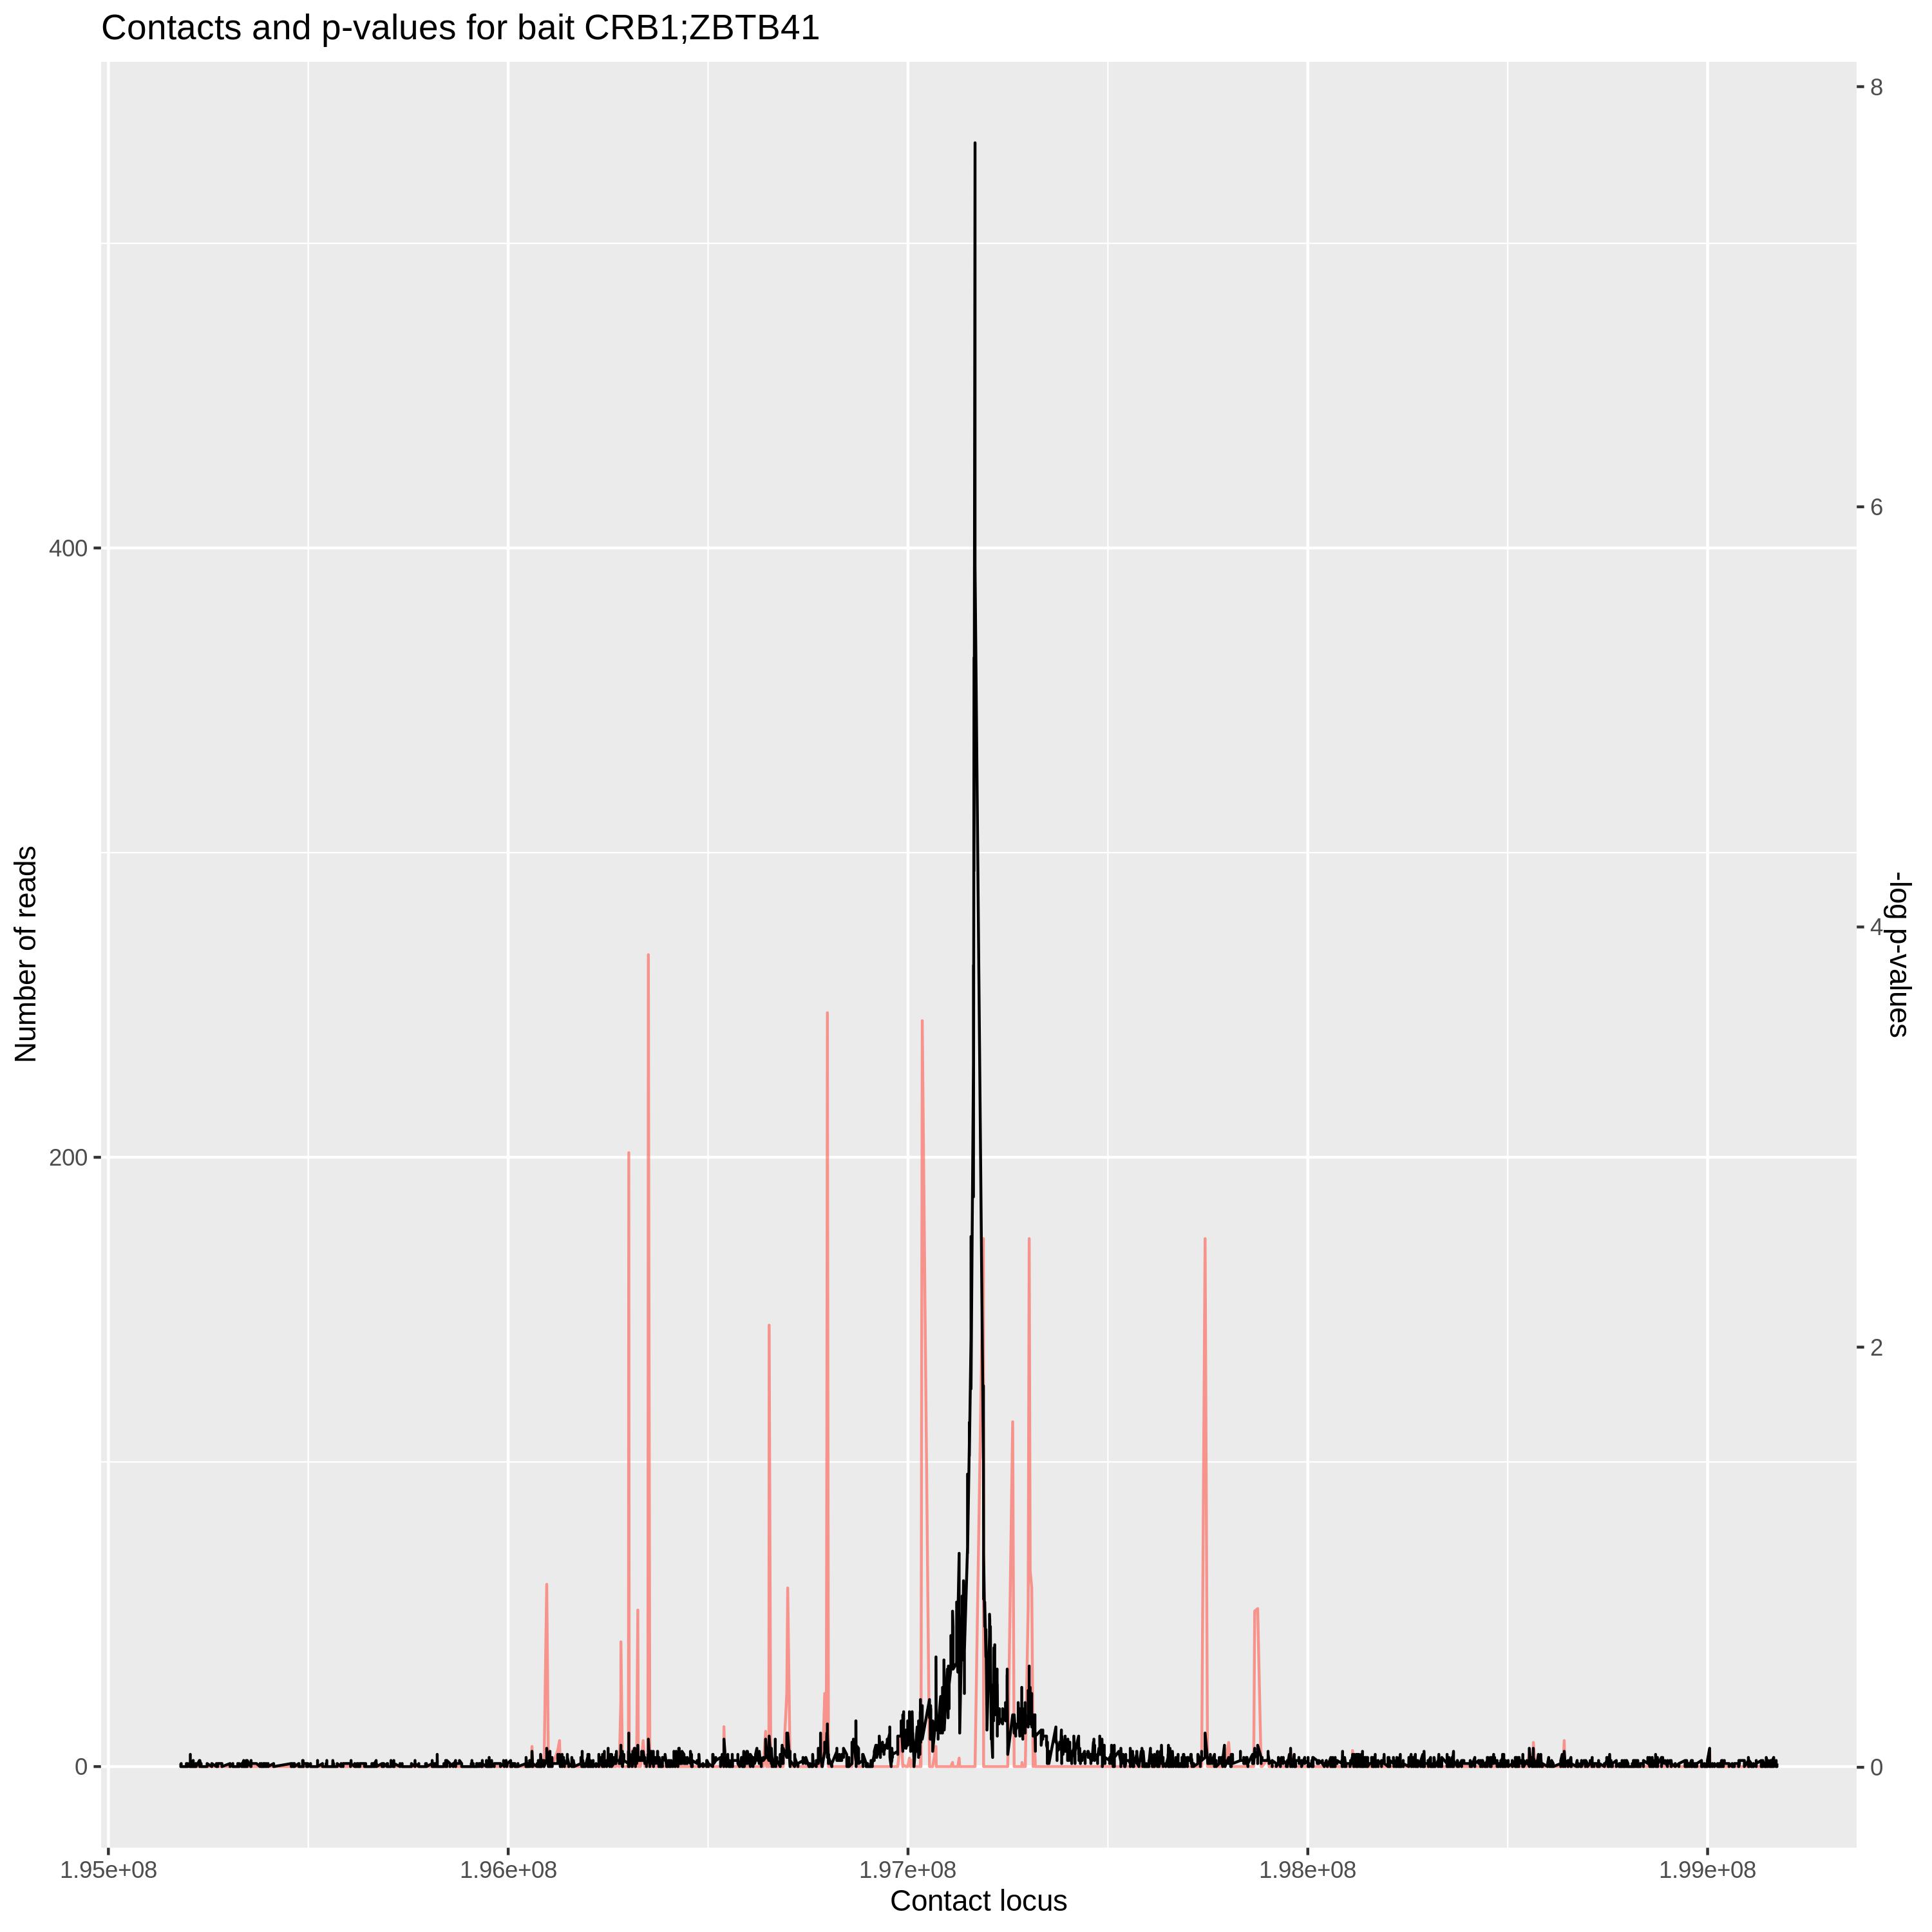 Contacts and p-values for bait CRB1;ZBTB41
8
6
400
Number of reads
4
-log p-values
200
2
0
0
1.95e+08
1.96e+08
1.97e+08
1.98e+08
1.99e+08
Contact locus